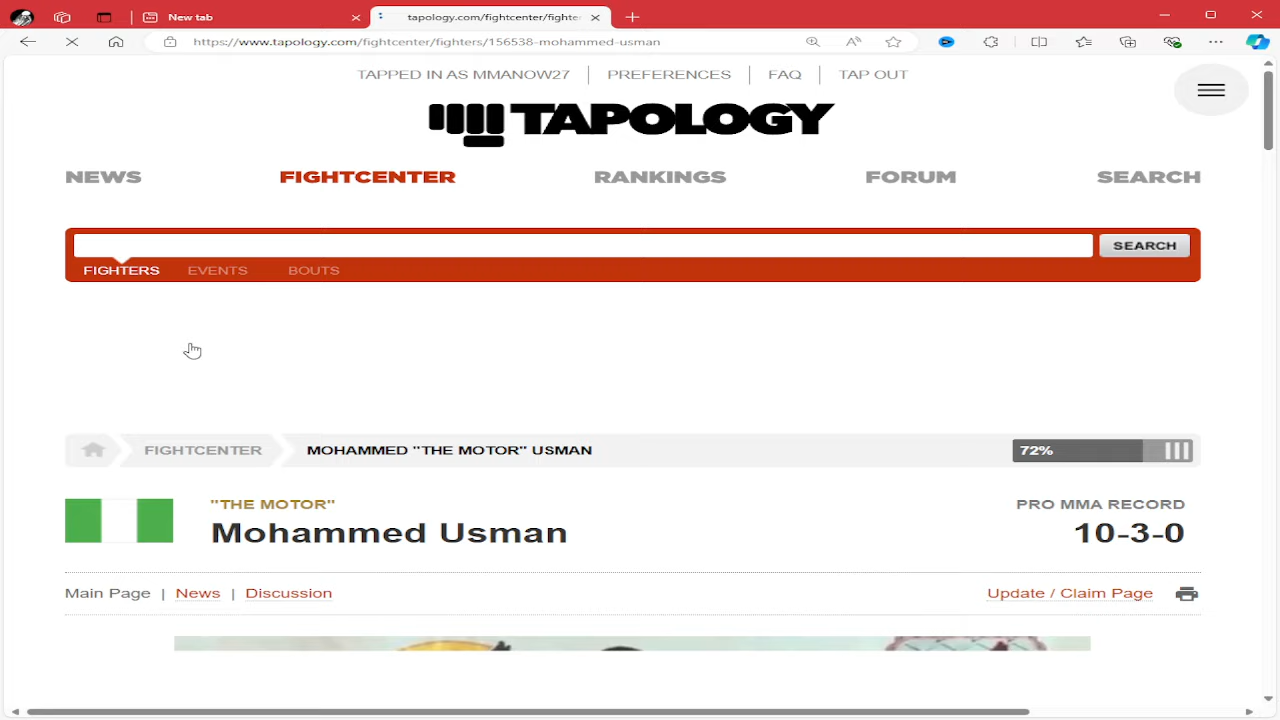 New tab
tapology.com/fightcenter/fighte
https://www.tapology.com/fightcenter/fighters/156538-mohammed-usman
TAPPED IN AS MMANOW27 PREFERENCES FAQ TAP OUT
TAPOLOGY
NEWS FIGHTCENTER RANKINGS FORUM SEARCH
SEARCH
FIGHTERS EVENTS BOUTS
FIGHTCENTER MOHAMMED "THE MOTOR" USMAN 72%
"THE MOTOR" PRO MMA RECORD
Mohammed Usman 10-3-0
Main Page | News | Discussion Update / Claim Page